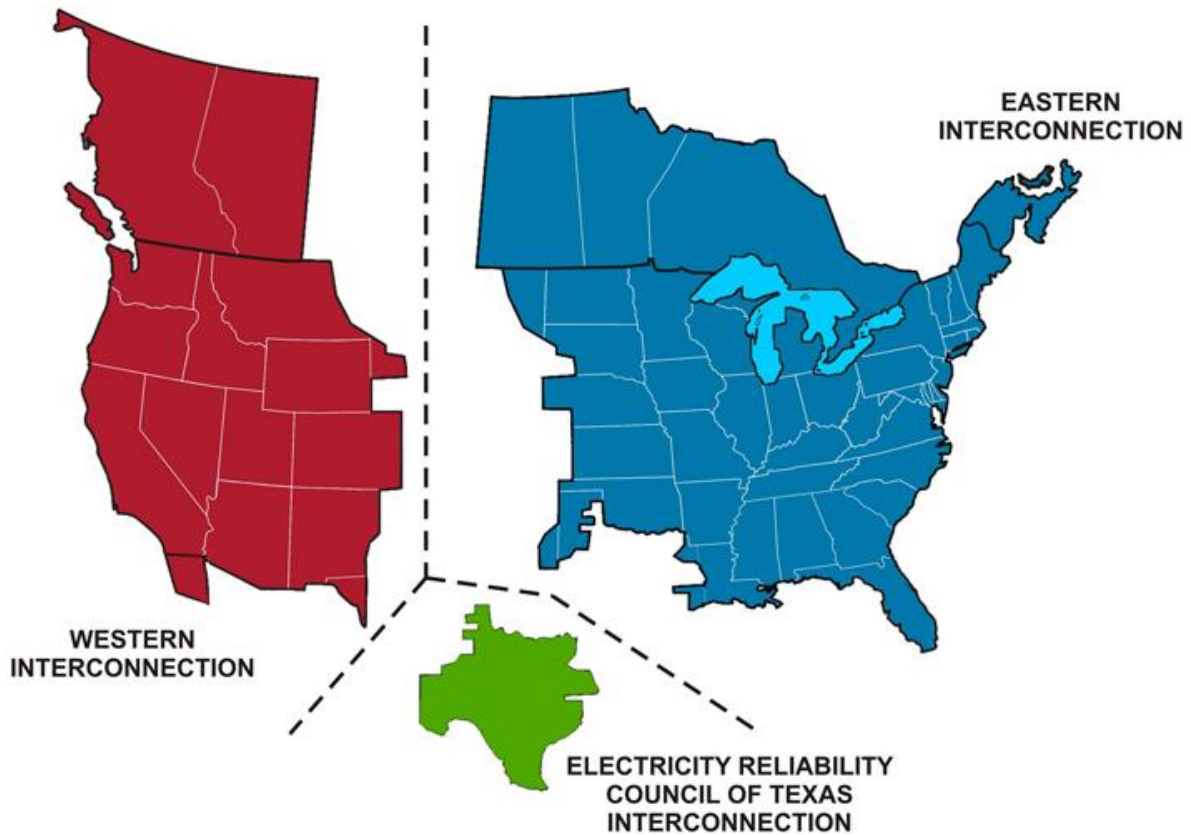 EASTERN
INTERCONNECTION
WESTERN
INTERCONNECTION
ELECTRICITY RELIABILITY
COUNCIL OF TEXAS
INTERCONNECTION